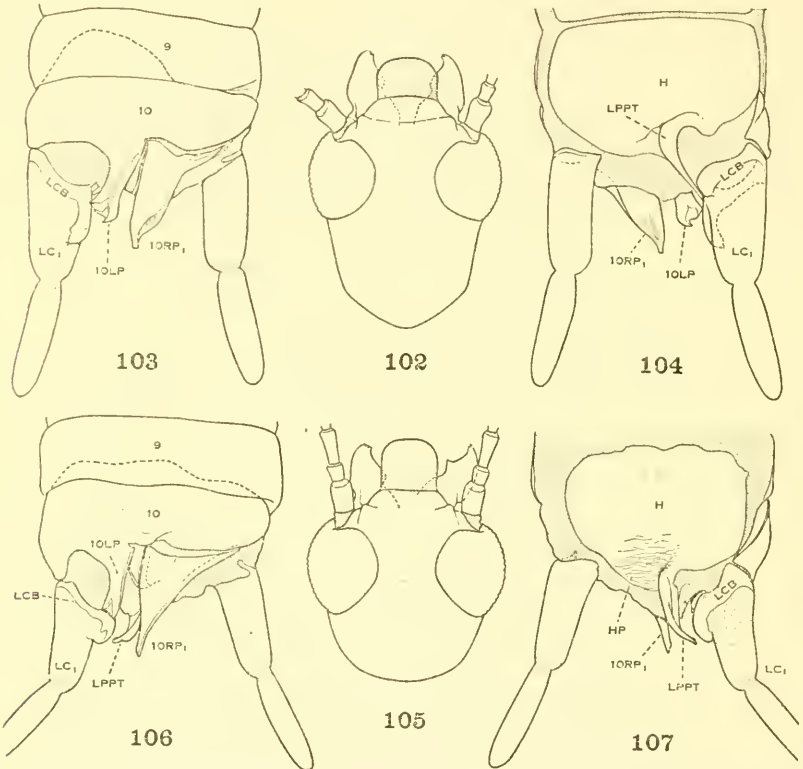 9
10
LCB
LC₁
10LP
10RP₁
103
102
H
LPPT
LCB
LC₁
10RP₁
10LP
104
9
10
10LP
LCB
LC₁
LPPT
10RP₁
106
105
H
HP
10RP₁
LPPT
LCB
LC₁
107